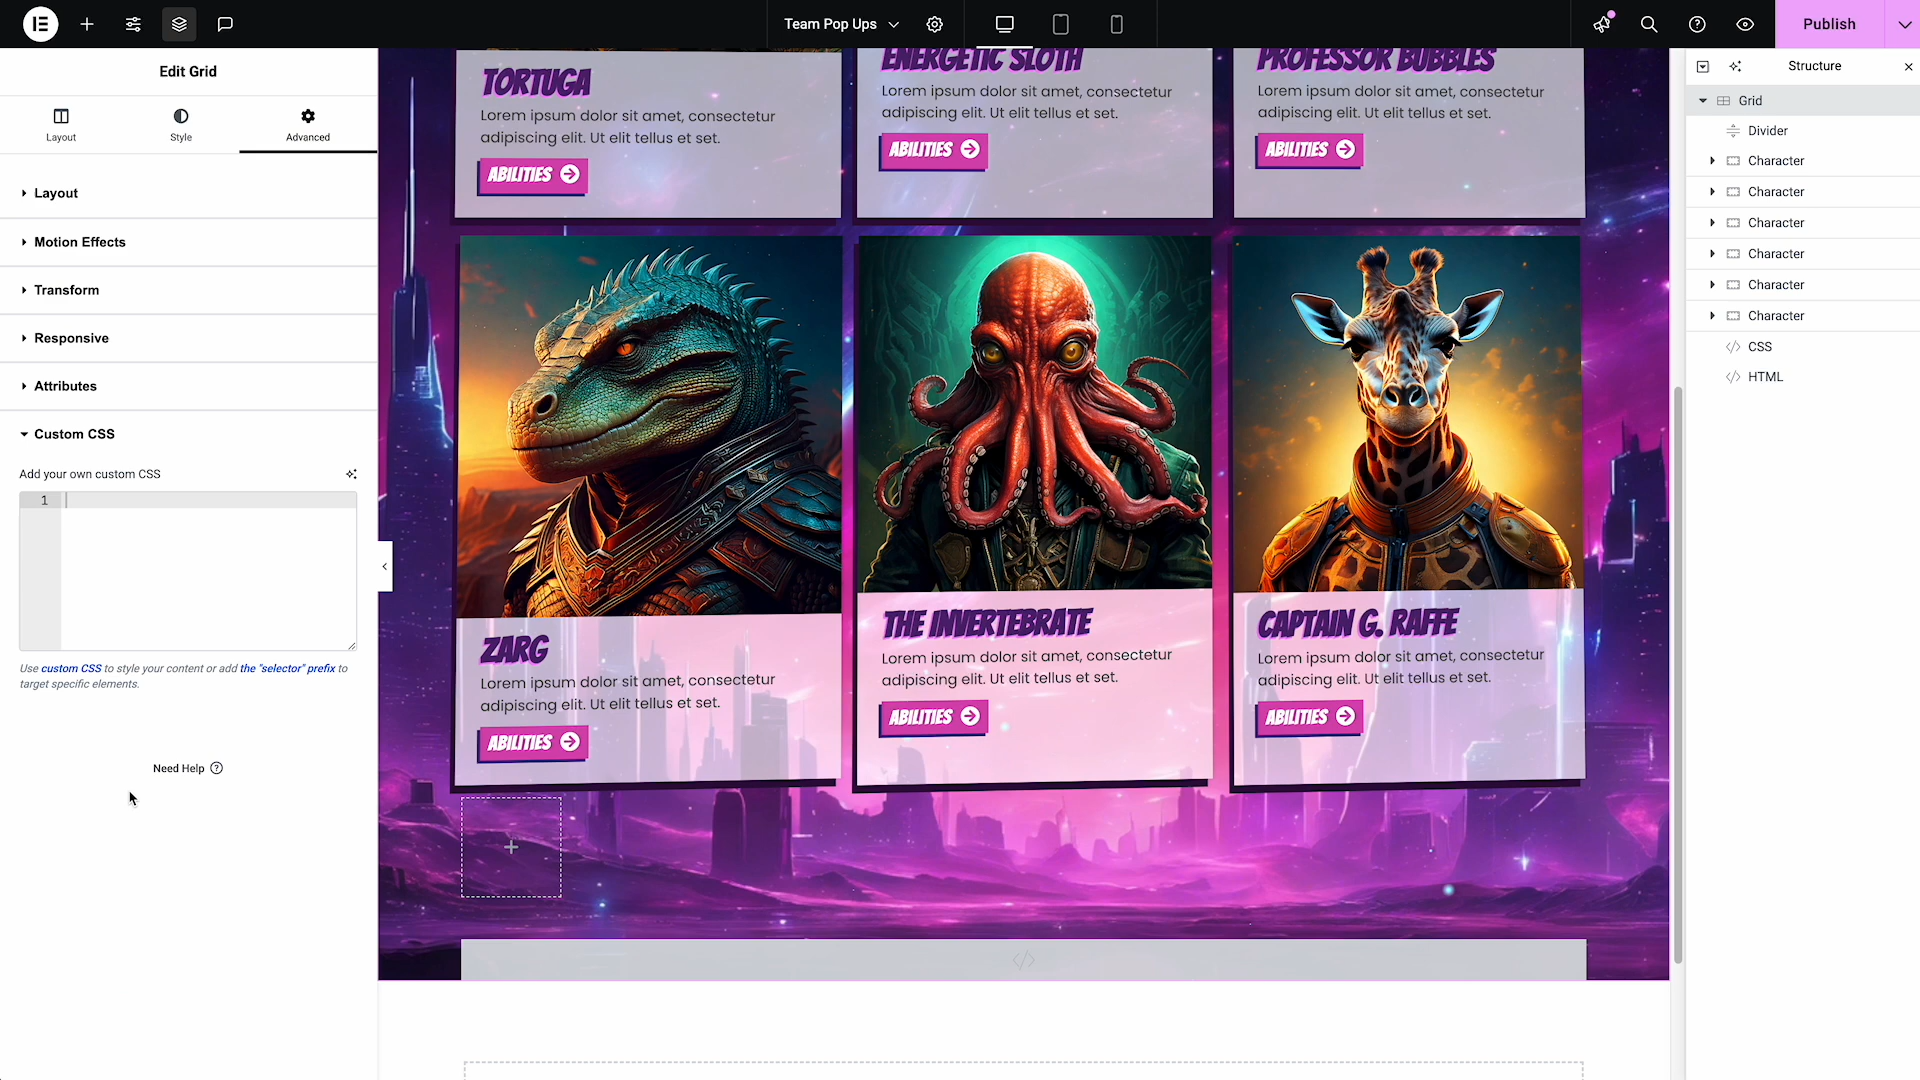 Team Pop Ups
Publish
Edit Grid
Layout
Style
Advanced
Layout
Motion Effects
Transform
Responsive
Attributes
Custom CSS
Add your own custom CSS
1
Use custom CSS to style your content or add the "selector" prefix to
target specific elements.
Need Help
TORTUGA
Lorem ipsum dolor sit amet, consectetur
adipiscing elit. Ut elit tellus et set.
ABILITIES
ENERGETIC SLOTH
Lorem ipsum dolor sit amet, consectetur
adipiscing elit. Ut elit tellus et set.
ABILITIES
PROFESSOR BUBBLES
Lorem ipsum dolor sit amet, consectetur
adipiscing elit. Ut elit tellus et set.
ABILITIES
ZARG
Lorem ipsum dolor sit amet, consectetur
adipiscing elit. Ut elit tellus et set.
ABILITIES
THE INVERTEBRATE
Lorem ipsum dolor sit amet, consectetur
adipiscing elit. Ut elit tellus et set.
ABILITIES
CAPTAIN G. RAFFE
Lorem ipsum dolor sit amet, consectetur
adipiscing elit. Ut elit tellus et set.
ABILITIES
Structure
Grid
Divider
Character
Character
Character
Character
Character
Character
CSS
HTML